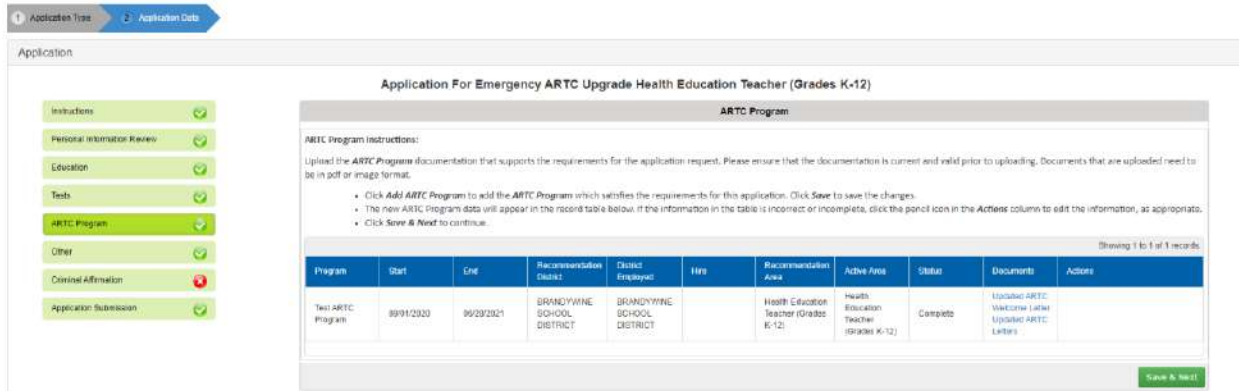 1 Application Type 2 Application Data
Application
Application For Emergency ARTC Upgrade Health Education Teacher (Grades K-12)
Instructions
Personal Information Review
Education
Tests
ARTC Program
Other
Criminal Affirmation
Application Submission
ARTC Program
ARTC Program Instructions:
Upload the ARTC Program documentation that supports the requirements for the application request. Please ensure that the documentation is current and valid prior to uploading. Documents that are uploaded need to
be in pdf or image format.
• Click Add ARTC Program to add the ARTC Program which satisfies the requirements for this application. Click Save to save the changes.
• The new ARTC Program data will appear in the record table below. If the information in the table is incorrect or incomplete, click the pencil icon in the Actions column to edit the information, as appropriate.
• Click Save & Next to continue.
Showing 1 to 1 of 1 records
Program Start End Recommendation District District Employed Hire Recommendation Area Active Area Status Documents Actions
Test ARTC Program 09/01/2020 06/20/2021 BRANDYWINE SCHOOL DISTRICT BRANDYWINE SCHOOL DISTRICT Health Education Teacher (Grades K-12) Health Education Teacher (Grades K-12) Complete Updated ARTC Welcome Letter Updated ARTC Letters
Save & Next